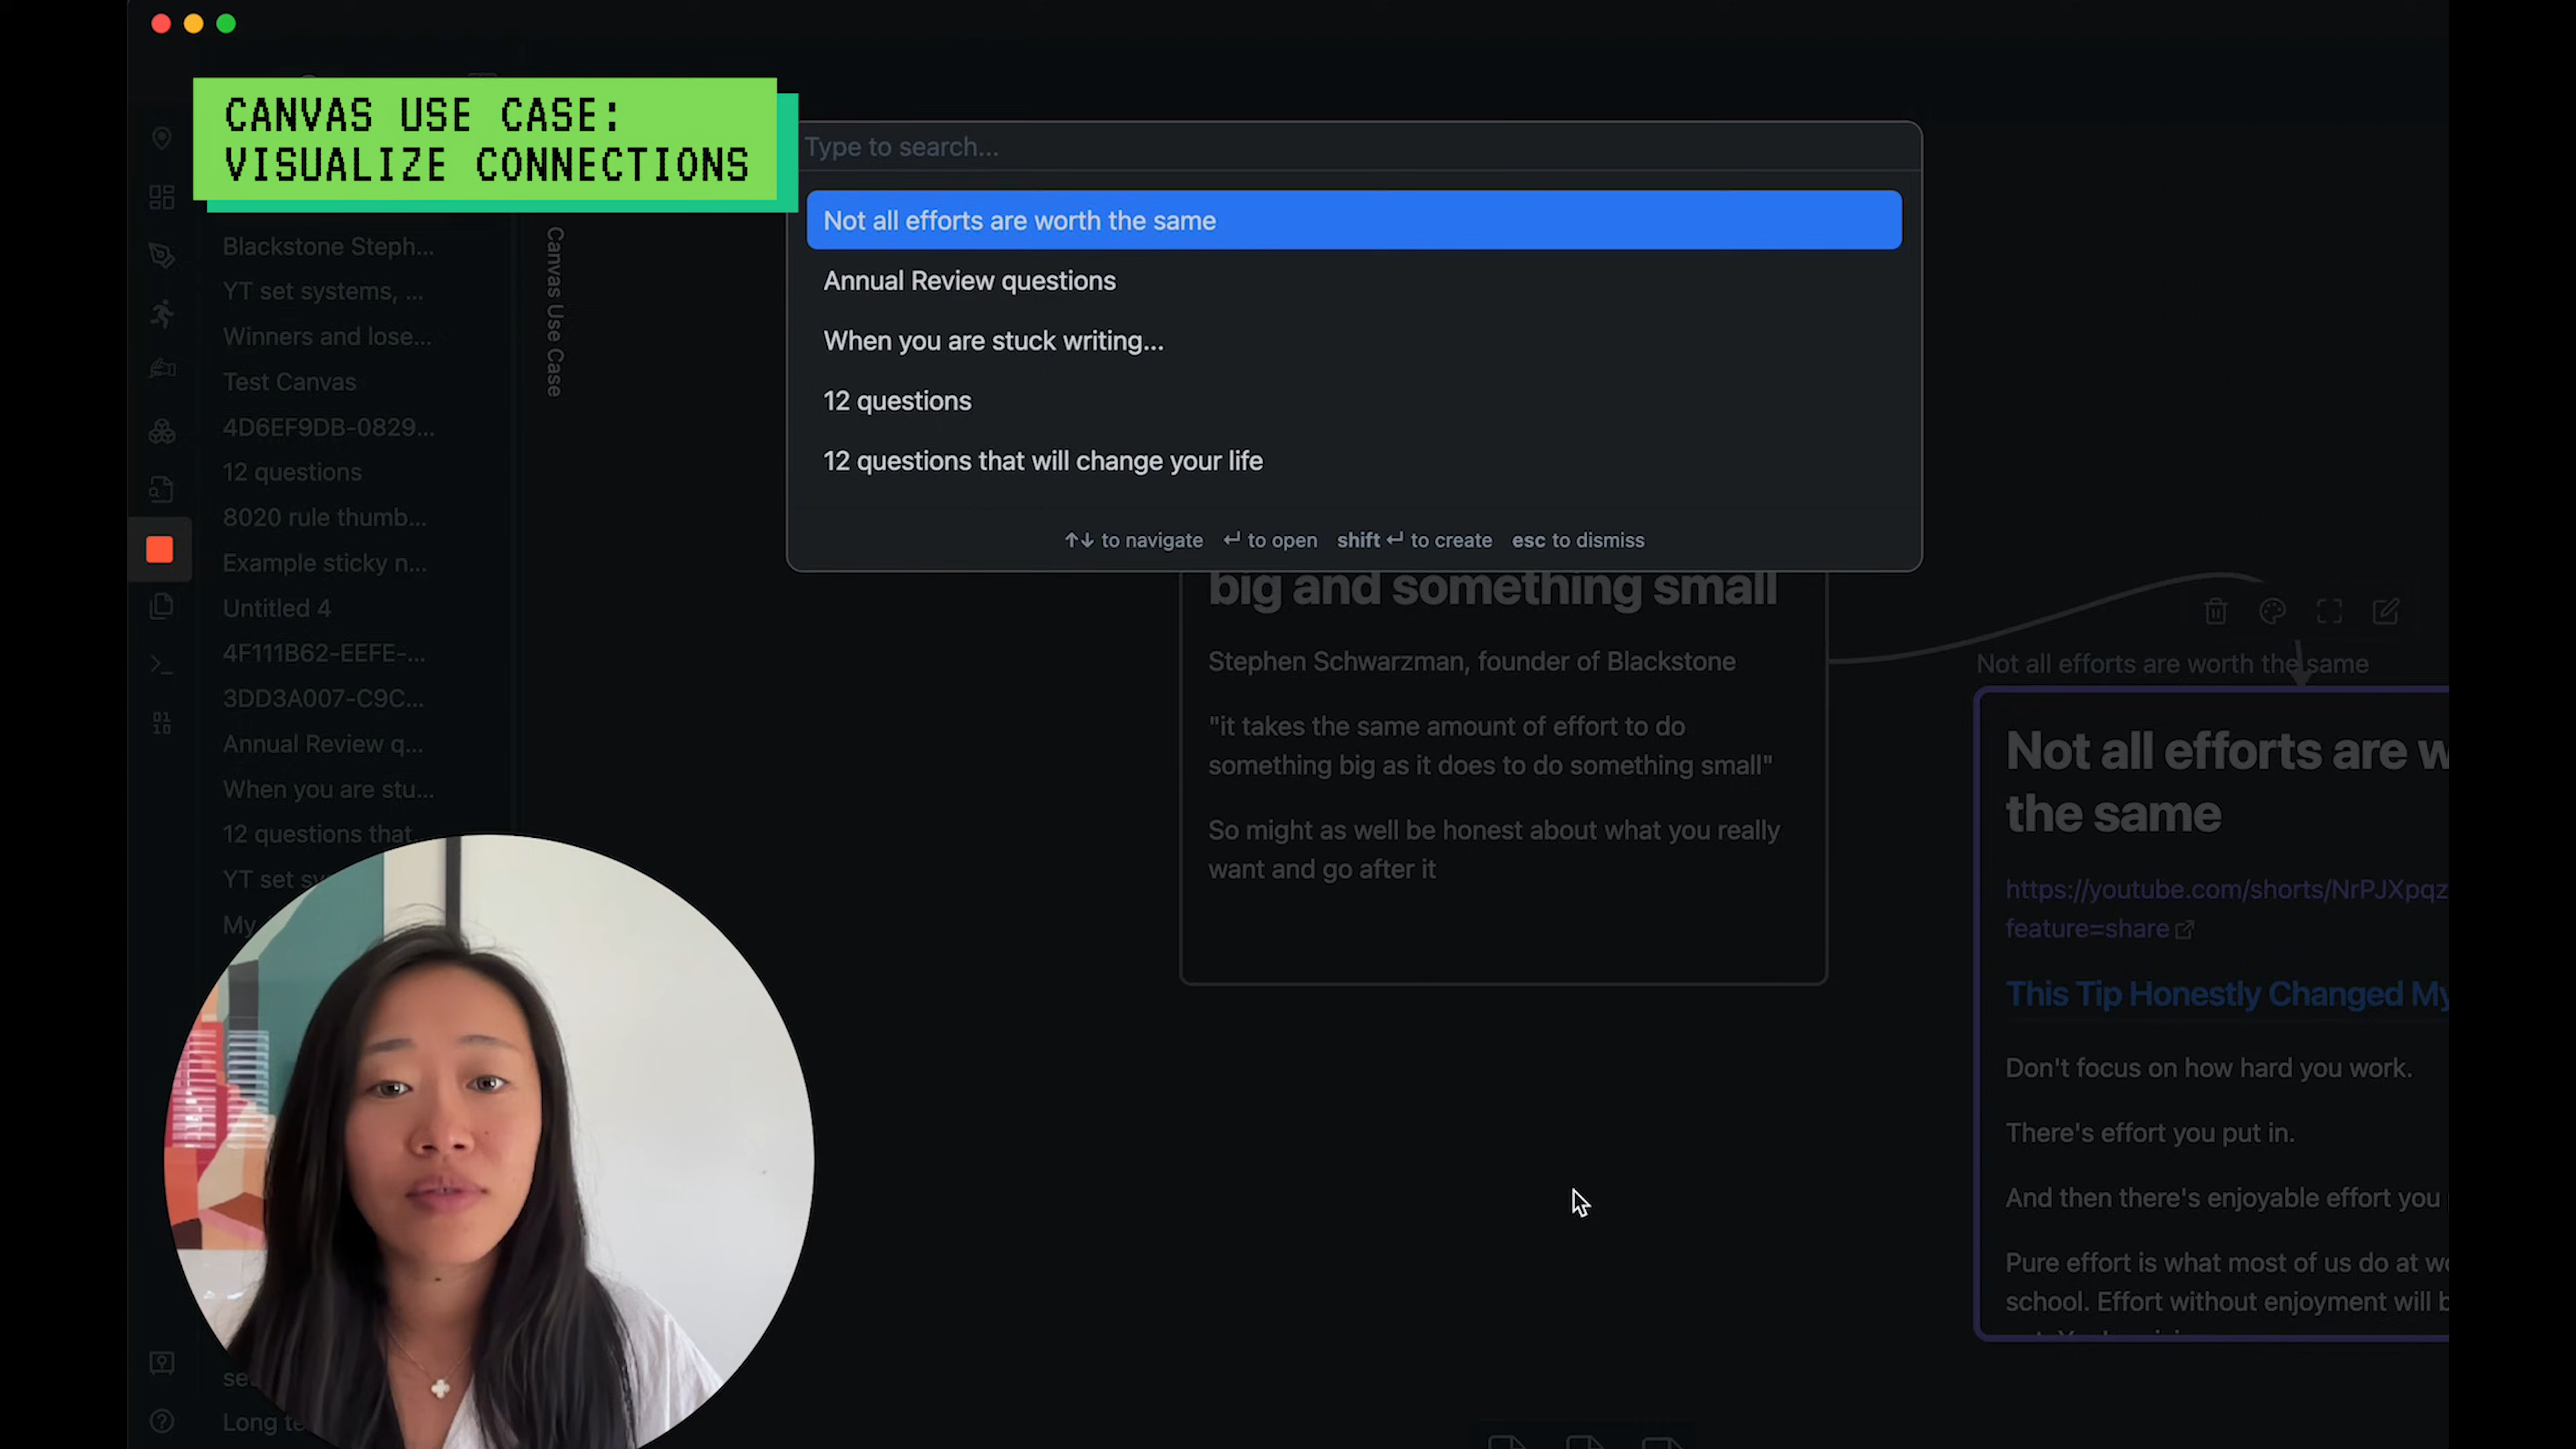 CANVAS USE CASE:
VISUALIZE CONNECTIONS
Blackstone Steph...
YT set systems, ...
Winners and lose...
Test Canvas
4D6EF9DB-0829...
12 questions
8020 rule thumb...
Example sticky n...
Untitled 4
4F111B62-EEFE-...
3DD3A007-C9C...
Annual Review q...
When you are stu...
12 questions that
YT set sy
My
se
Long te
Canvas Use Case
Type to search...
Not all efforts are worth the same
Annual Review questions
When you are stuck writing...
12 questions
12 questions that will change your life
↑↓ to navigate ↵ to open shift ↵ to create esc to dismiss
big and something small
Stephen Schwarzman, founder of Blackstone
"it takes the same amount of effort to do
something big as it does to do something small"
So might as well be honest about what you really
want and go after it
Not all efforts are worth the same
Not all efforts are w
the same
https://youtube.com/shorts/NrPJXpqz
feature=share
This Tip Honestly Changed My
Don't focus on how hard you work.
There's effort you put in.
And then there's enjoyable effort you
Pure effort is what most of us do at wo
school. Effort without enjoyment will b